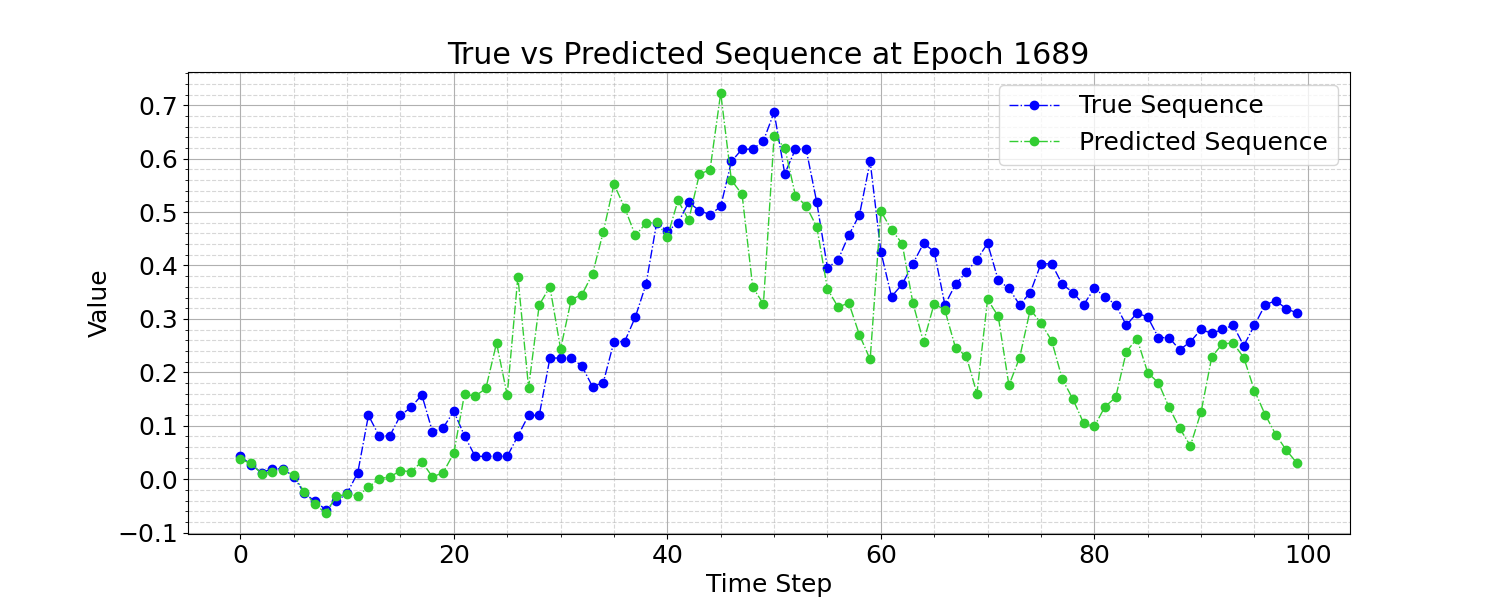 True vs Predicted Sequence at Epoch 1689
True Sequence
Predicted Sequence
Value
0.7
0.6
0.5
0.4
0.3
0.2
0.1
0.0
−0.1
0 20 40 60 80 100
Time Step